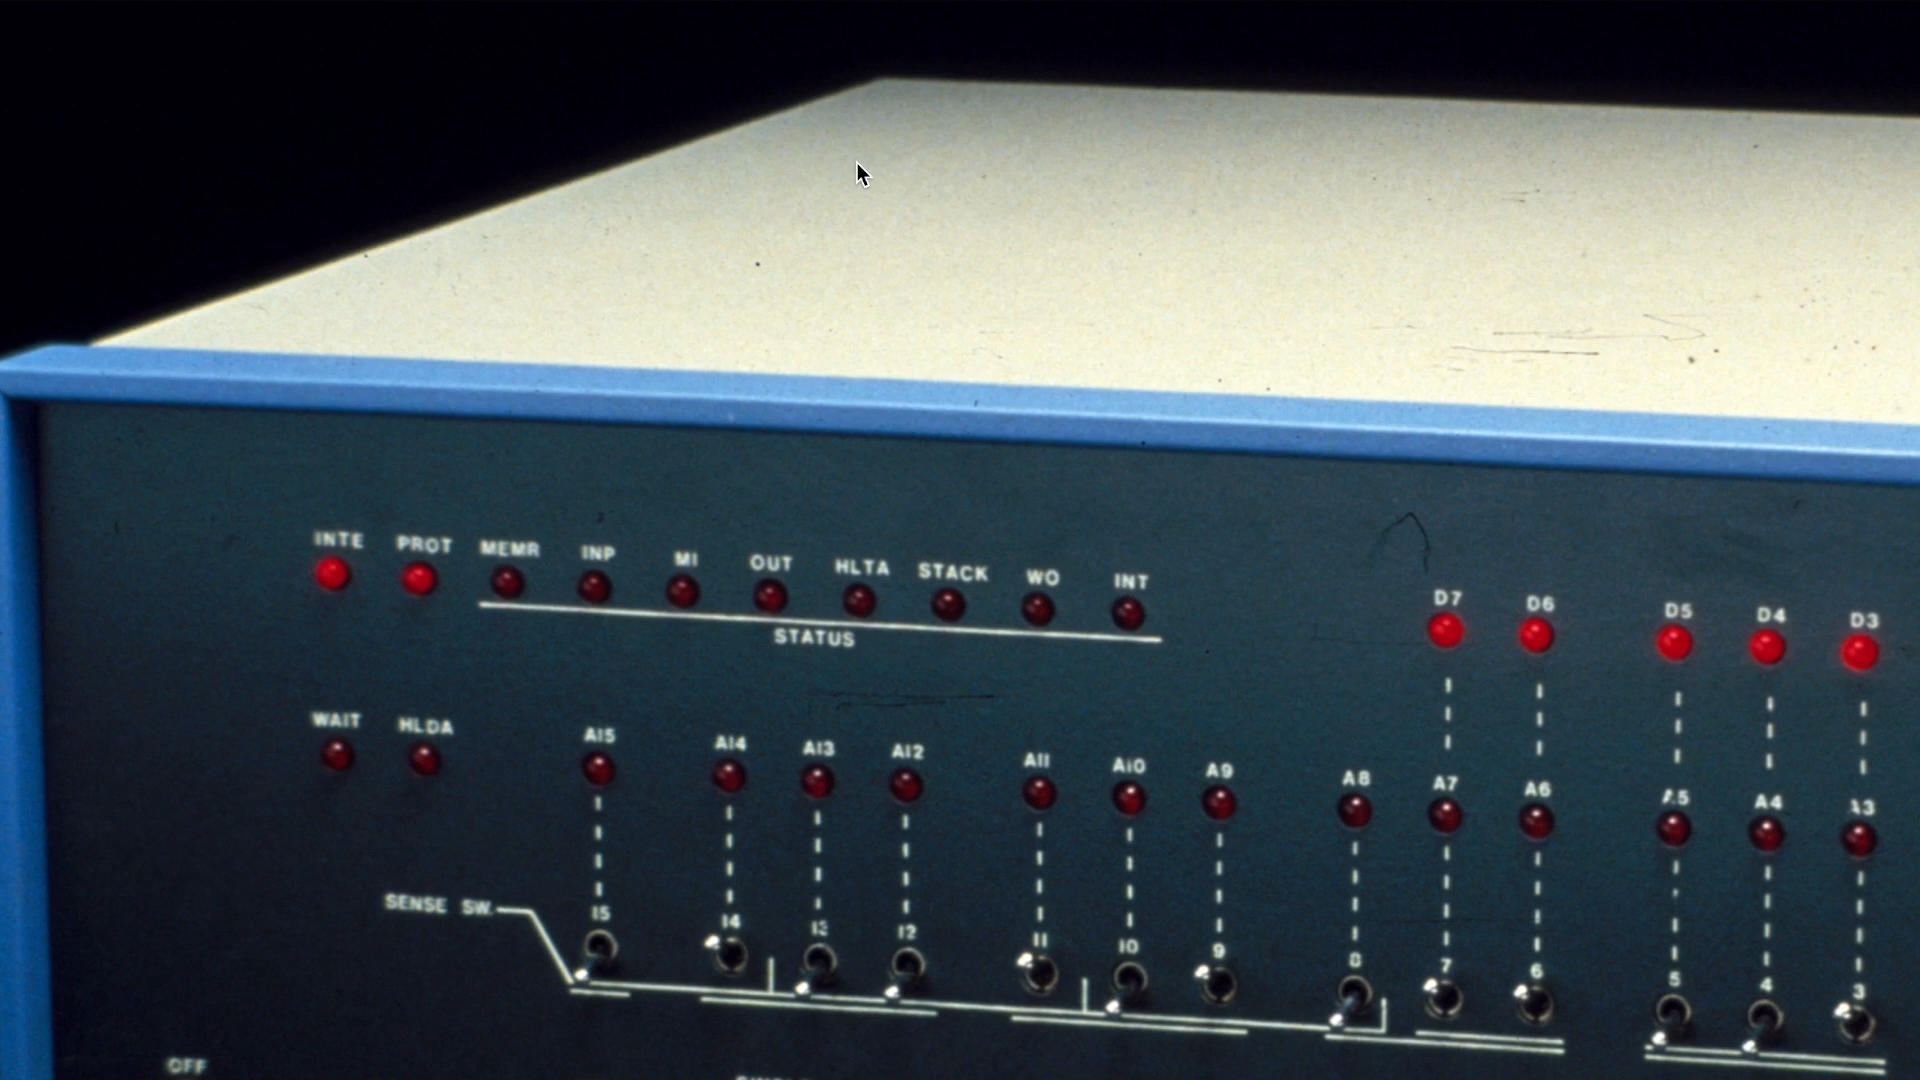 INTE PROT MEMR INP MI OUT HLTA STACK WO INT
D7 D6 D5 D4 D3
STATUS
WAIT HLDA A15 A14 A13 A12 A11 A10 A9 A8 A7 A6 A5 A4 A3
SENSE SW. 15 14 13 12 11 10 9 8 7 6 5 4 3
OFF